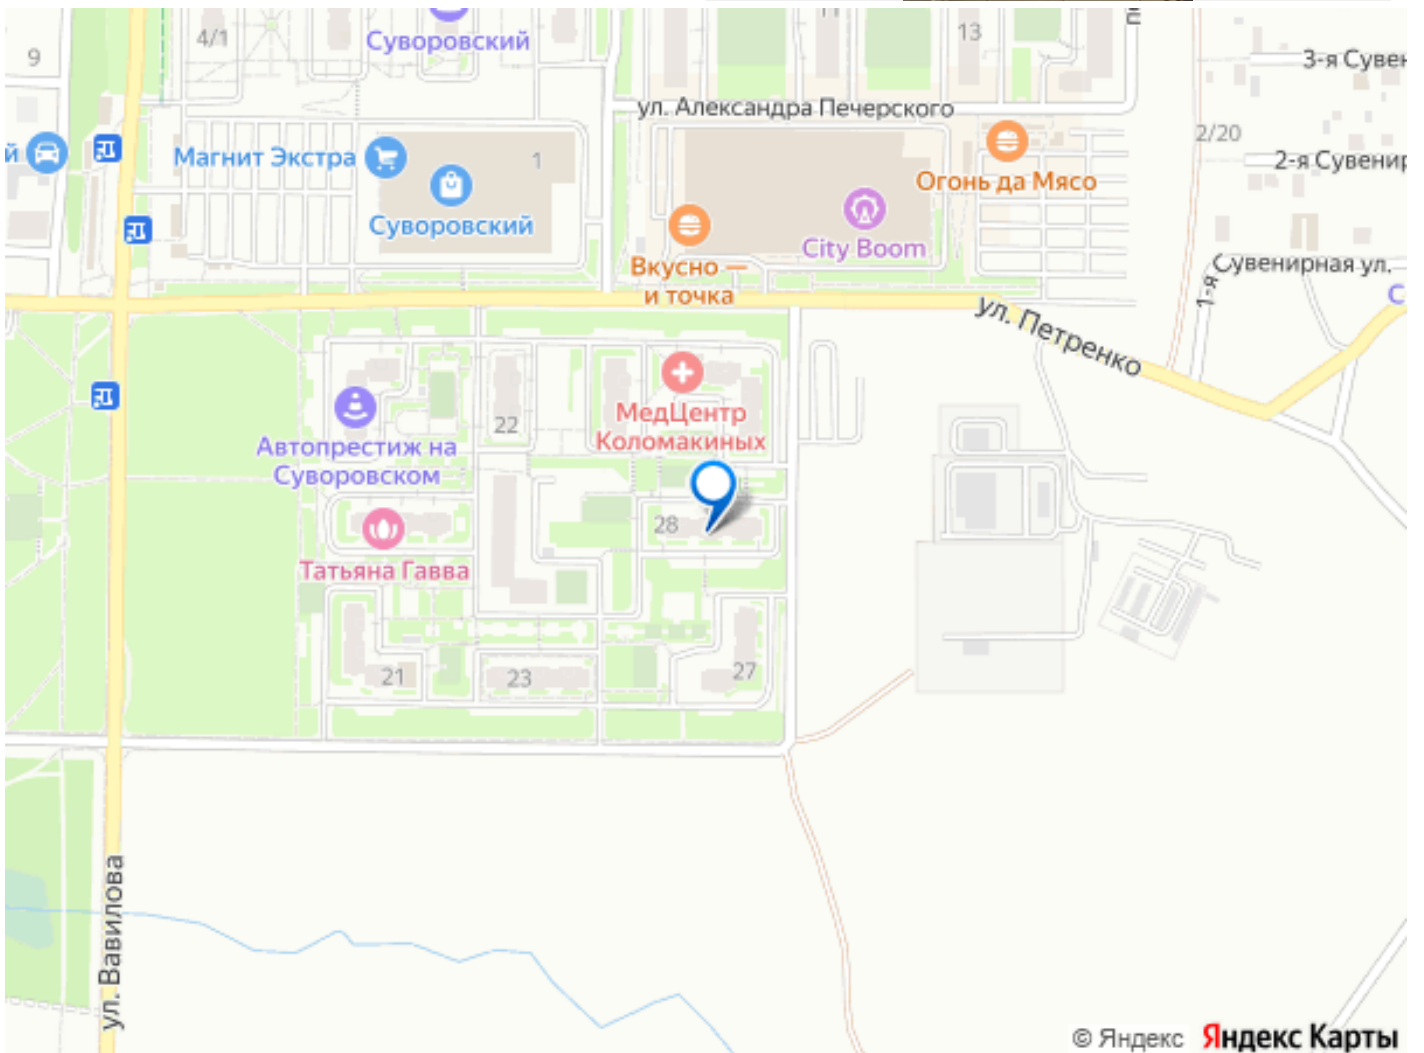 4/1
Суворовский
9
13
3-я Сувен
ул. Александра Печерского
2/20
й
Магнит Экстра
1
2-я Сувенир
Огонь да Мясо
Суворовский
City Boom
Вкусно —
и точка
1-я Сувенирная ул.
С
ул. Петренко
22
МедЦентр
Коломакиных
Автопрестиж на
Суворовском
28
Татьяна Гавва
21
23
27
ул. Вавилова
© Яндекс Яндекс Карты